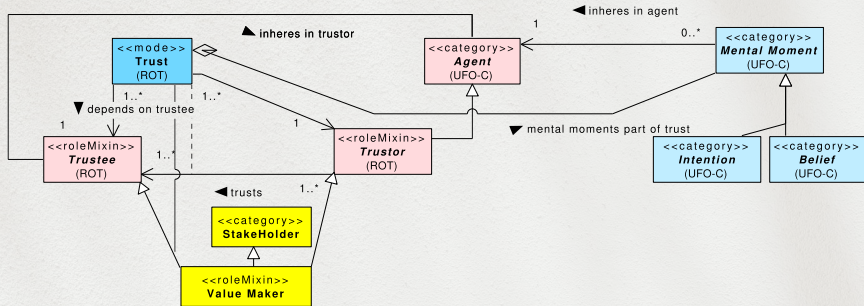 inheres in agent
1
0..*
inheres in trustor
<<mode>>
Trust
(ROT)
<<category>>
Agent
(UFO-C)
<<category>>
Mental Moment
(UFO-C)
1..*
1..*
depends on trustee
1
1
mental moments part of trust
<<roleMixin>>
Trustee
(ROT)
1..*
<<roleMixin>>
Trustor
(ROT)
<<category>>
Intention
(UFO-C)
<<category>>
Belief
(UFO-C)
trusts
1..*
<<category>>
StakeHolder
<<roleMixin>>
Value Maker